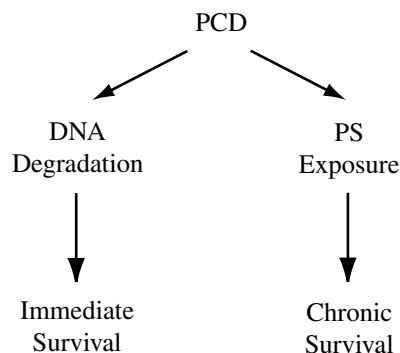 PCD
DNA
Degradation
PS
Exposure
Immediate
Survival
Chronic
Survival